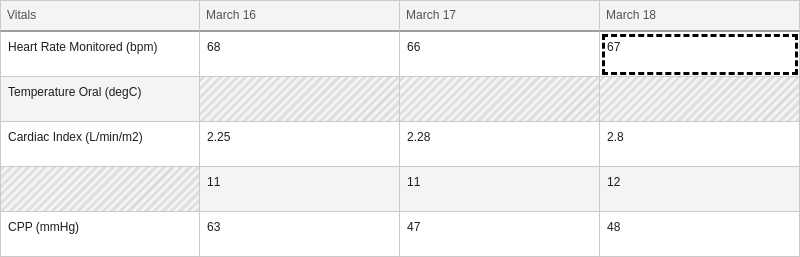 Vitals March 16 March 17 March 18
Heart Rate Monitored (bpm) 68 66 67
Temperature Oral (degC)
Cardiac Index (L/min/m2) 2.25 2.28 2.8
11 11 12
CPP (mmHg) 63 47 48